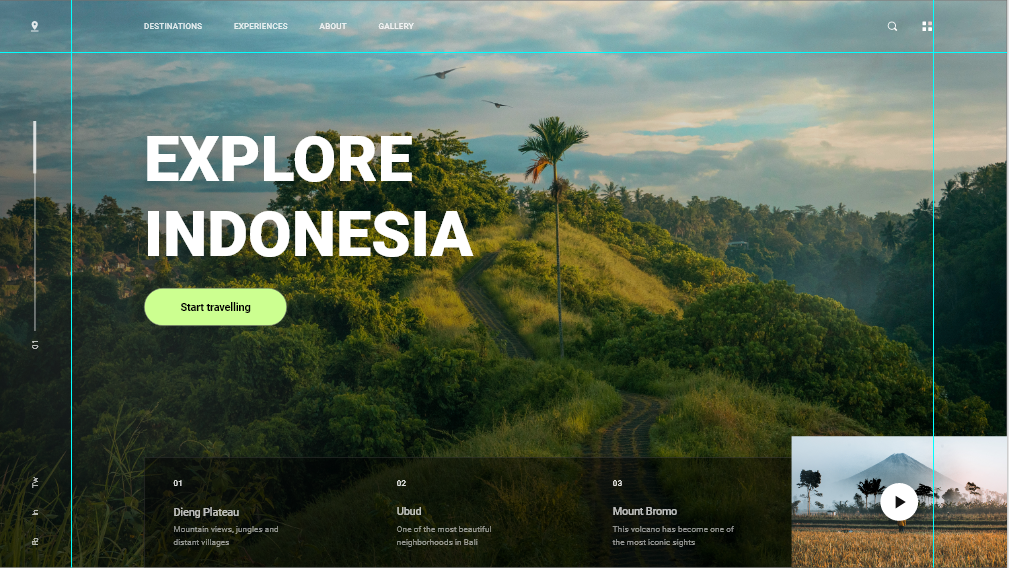 DESTINATIONS EXPERIENCES ABOUT GALLERY
EXPLORE
INDONESIA
Start travelling
01
Tw
In
Fb
01
Dieng Plateau
Mountain views, jungles and
distant villages
02
Ubud
One of the most beautiful
neighborhoods in Bali
03
Mount Bromo
This volcano has become one of
the most iconic sights